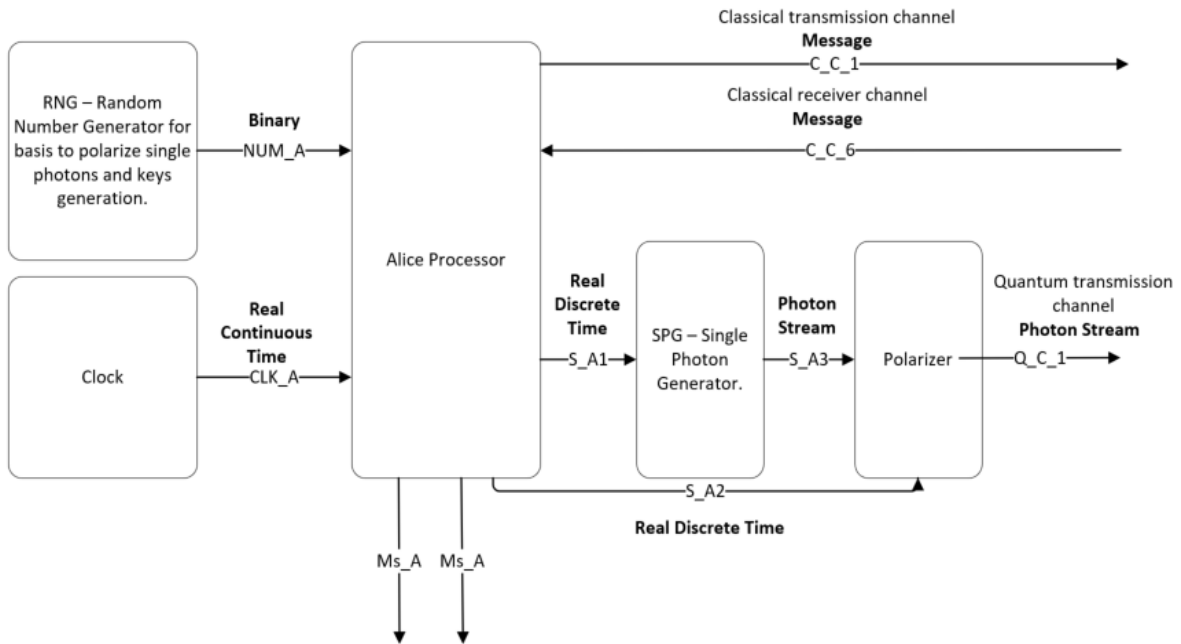 Classical transmission channel
Message
C_C_1
Classical receiver channel
Message
C_C_6
RNG – Random
Number Generator for
basis to polarize single
photons and keys
generation.
Binary
NUM_A
Alice Processor
Clock
Real
Continuous
Time
CLK_A
Real
Discrete
Time
S_A1
SPG – Single
Photon
Generator.
Photon
Stream
S_A3
Polarizer
Quantum transmission
channel
Photon Stream
Q_C_1
S_A2
Real Discrete Time
Ms_A
Ms_A